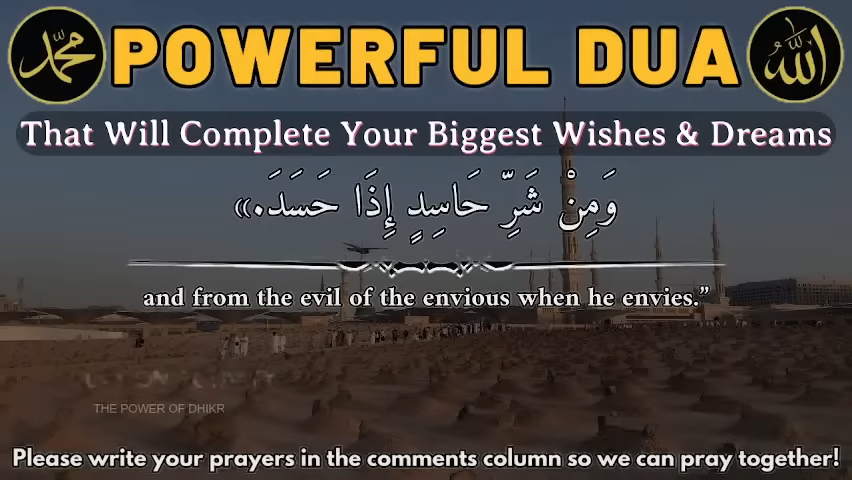 محمد
POWERFUL DUA
الله
That Will Complete Your Biggest Wishes & Dreams
وَمِنْ شَرِّ حَاسِدٍ إِذَا حَسَدَ.»
and from the evil of the envious when he envies.”
THE POWER OF DHIKR
Please write your prayers in the comments column so we can pray together!